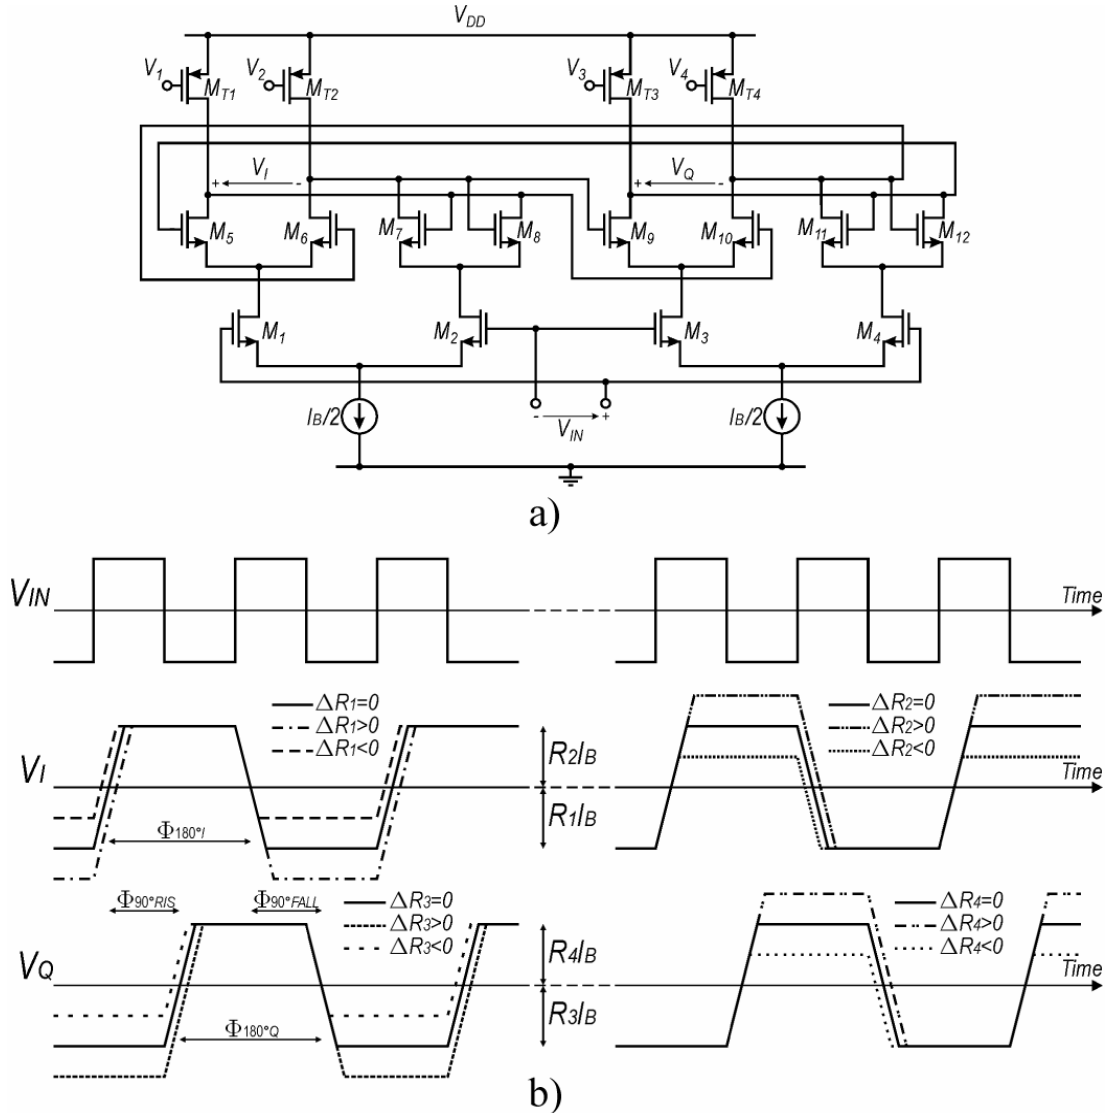 VDD
V1 V2 V3 V4
MT1 MT2 MT3 MT4
+ VI - + VQ -
M5 M6 M7 M8 M9 M10 M11 M12
M1 M2 M3 M4
IB/2 - VIN + IB/2
a)
VIN Time
ΔR1=0 ΔR2=0
ΔR1>0 ΔR2>0
ΔR1<0 ΔR2<0
R2IB
VI Time
R1IB
Φ180°I
Φ90°RIS Φ90°FALL
ΔR3=0 ΔR4=0
ΔR3>0 ΔR4>0
ΔR3<0 ΔR4<0
R4IB
VQ Time
R3IB
Φ180°Q
b)